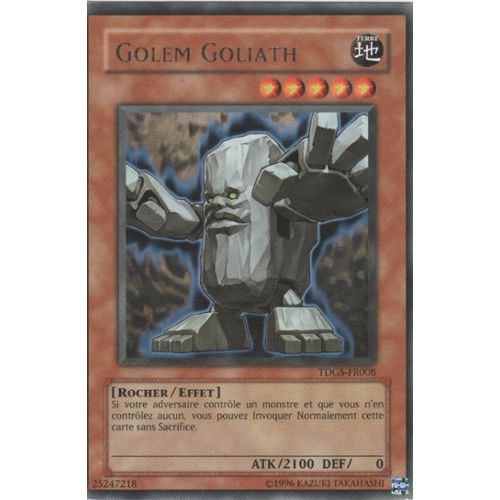 GOLEM GOLIATH
TERRE
地
TDGS-FR008
[ROCHER/EFFET]
Si votre adversaire contrôle un monstre et que vous n'en
contrôlez aucun, vous pouvez Invoquer Normalement cette
carte sans Sacrifice.
ATK/2100 DEF/ 0
25247218
©1996 KAZUKI TAKAHASHI